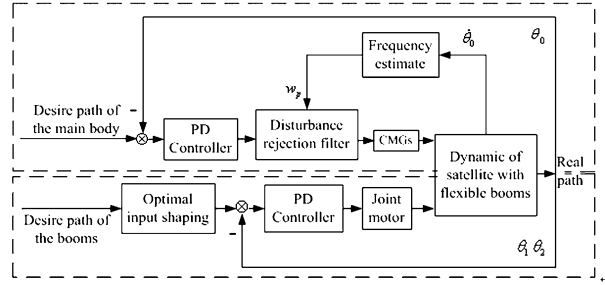 θ₀
Frequency
estimate
θ̇₀
w_p
Desire path of
the main body
-
PD
Controller
Disturbance
rejection filter
CMGs
Dynamic of
satellite with
flexible booms
Real
path
Optimal
input shaping
Desire path of
the booms
-
PD
Controller
Joint
motor
θ₁ θ₂